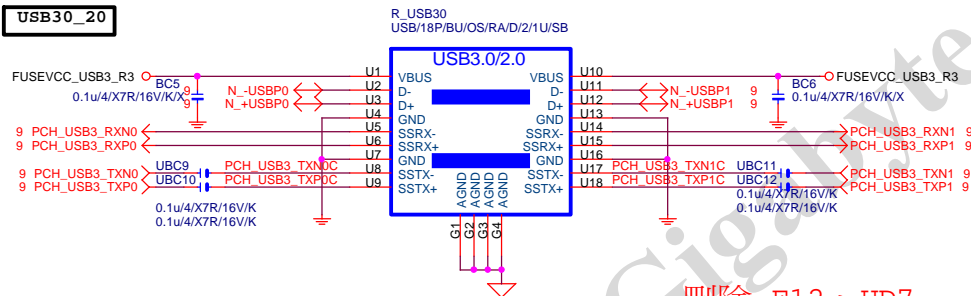 USB30_20
R_USB30
USB/18P/BU/OS/RA/D/2/1U/SB
USB3.0/2.0
FUSEVCC_USB3_R3
BC5
0.1u/4/X7R/16V/K/X
9 N_-USBP0
9 N_+USBP0
9 PCH_USB3_RXN0
9 PCH_USB3_RXP0
9 PCH_USB3_TXN0
9 PCH_USB3_TXP0
UBC9
UBC10
PCH_USB3_TXN0C
PCH_USB3_TXP0C
0.1u/4/X7R/16V/K
0.1u/4/X7R/16V/K
U1 VBUS
U2 D-
U3 D+
U4 GND
U5 SSRX-
U6 SSRX+
U7 GND
U8 SSTX-
U9 SSTX+
VBUS U10
D- U11
D+ U12
GND U13
SSRX- U14
SSRX+ U15
GND U16
SSTX- U17
SSTX+ U18
AGND AGND AGND AGND
G1 G2 G3 G4
FUSEVCC_USB3_R3
BC6
0.1u/4/X7R/16V/K/X
N_-USBP1 9
N_+USBP1 9
PCH_USB3_RXN1 9
PCH_USB3_RXP1 9
PCH_USB3_TXN1C
PCH_USB3_TXP1C
UBC11
UBC12
PCH_USB3_TXN1 9
PCH_USB3_TXP1 9
0.1u/4/X7R/16V/K
0.1u/4/X7R/16V/K
Gigabyte